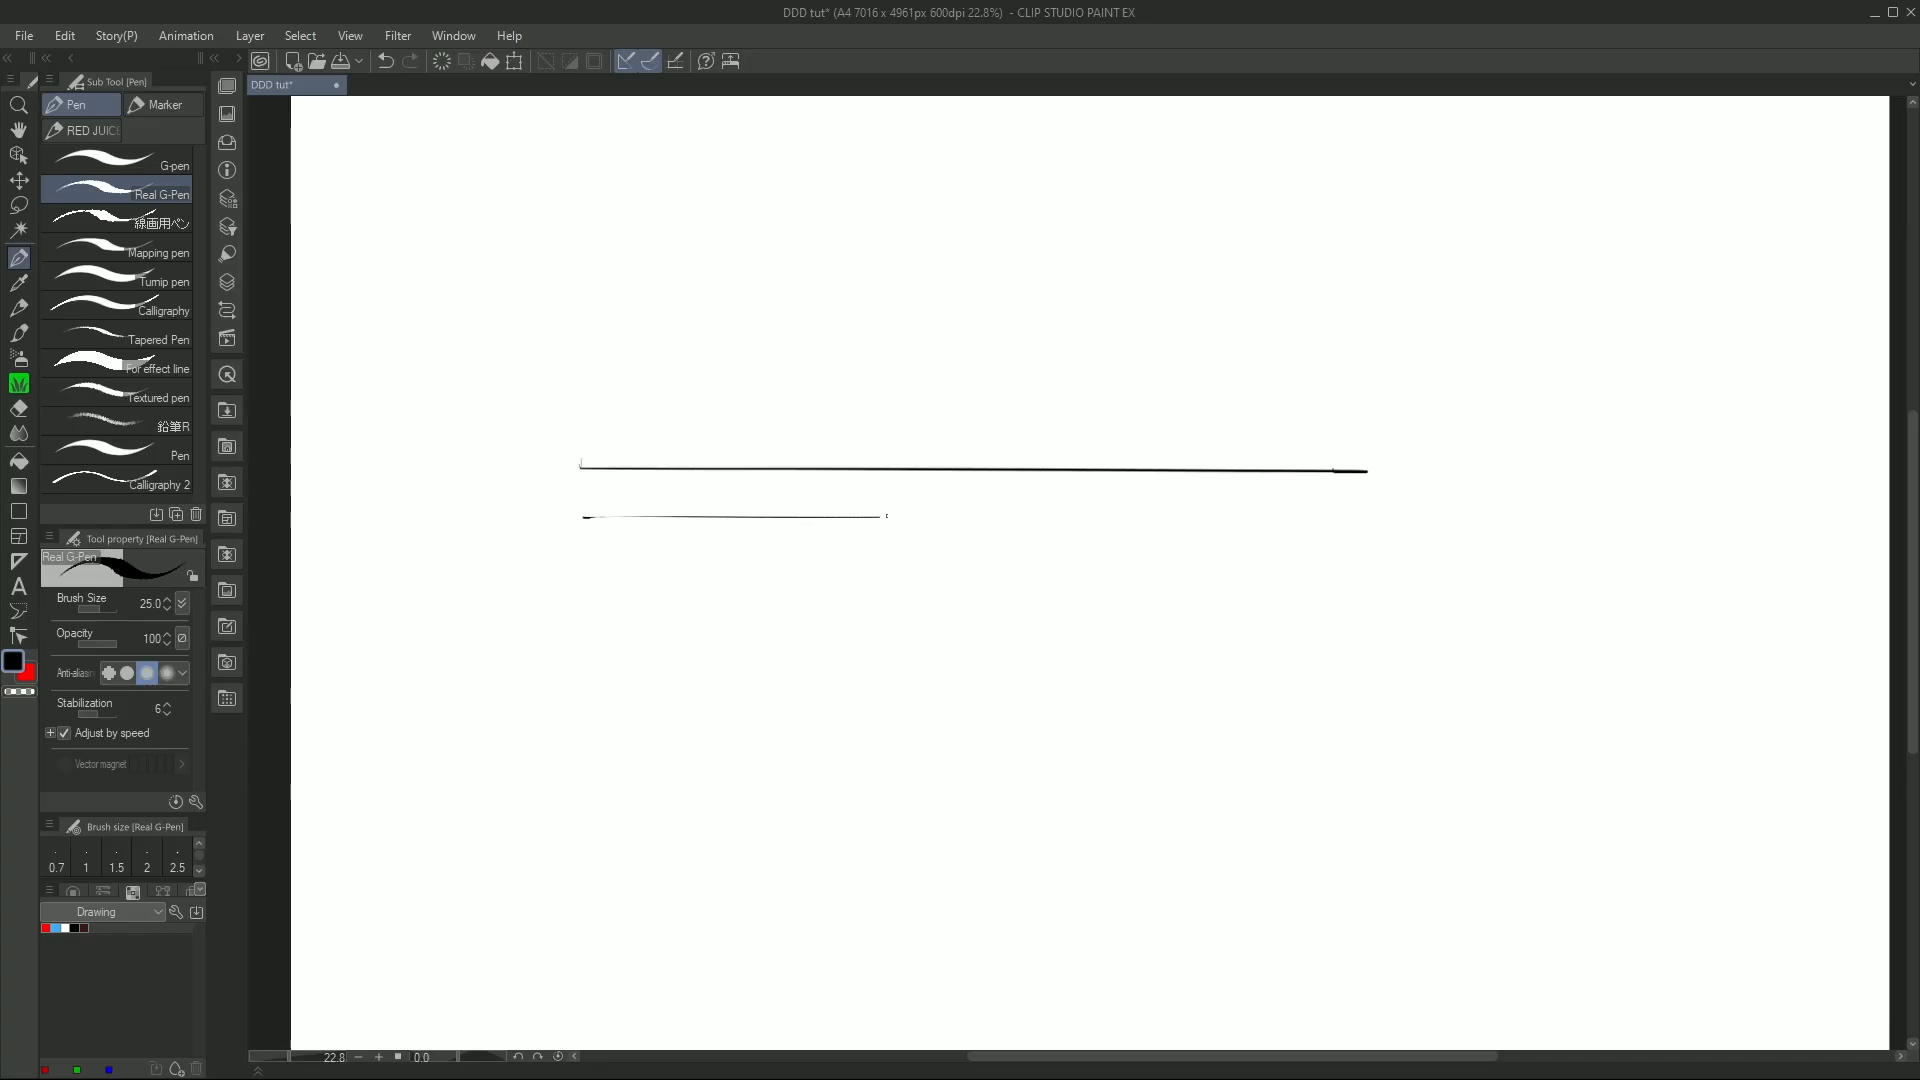 DDD tut* (A4 7016 x 4961px 600dpi 22.8%) - CLIP STUDIO PAINT EX
File Edit Story(P) Animation Layer Select View Filter Window Help
Sub Tool [Pen]
DDD tut*
Pen Marker
RED JUICE
G-pen
Real G-Pen
線画用ペン
Mapping pen
Turnip pen
Calligraphy
Tapered Pen
For effect line
Textured pen
鉛筆R
Pen
Calligraphy 2
Tool property [Real G-Pen]
Real G-Pen
Brush Size 25.0
Opacity 100
Anti-aliasin
Stabilization 6
Adjust by speed
Vector magnet
Brush size [Real G-Pen]
0.7 1 1.5 2 2.5
Drawing
22.8 0.0